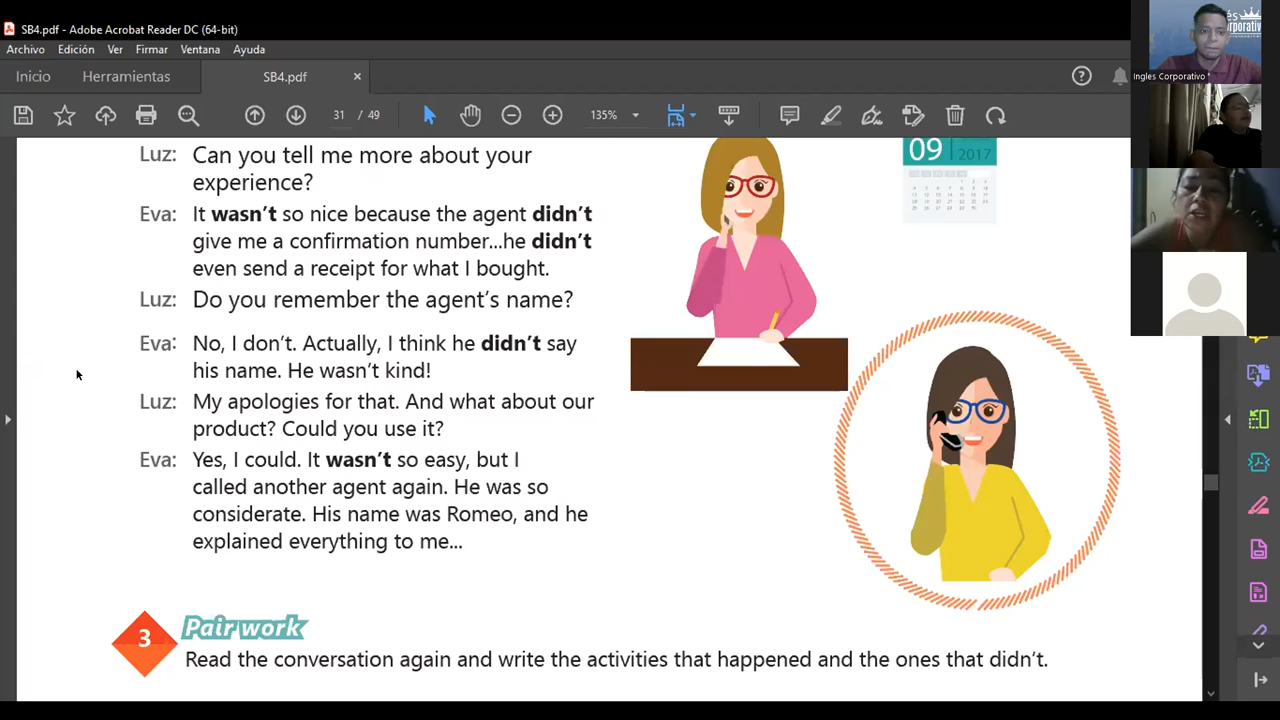 SB4.pdf - Adobe Acrobat Reader DC (64-bit)
Archivo Edición Ver Firmar Ventana Ayuda
Inicio Herramientas SB4.pdf ×
31 / 49 135%
Ingles Corporativo
Luz: Can you tell me more about your
experience?
09 2017
Eva: It wasn't so nice because the agent didn't
give me a confirmation number...he didn't
even send a receipt for what I bought.
Luz: Do you remember the agent's name?
Eva: No, I don't. Actually, I think he didn't say
his name. He wasn't kind!
Luz: My apologies for that. And what about our
product? Could you use it?
Eva: Yes, I could. It wasn't so easy, but I
called another agent again. He was so
considerate. His name was Romeo, and he
explained everything to me...
3 Pair work
Read the conversation again and write the activities that happened and the ones that didn't.